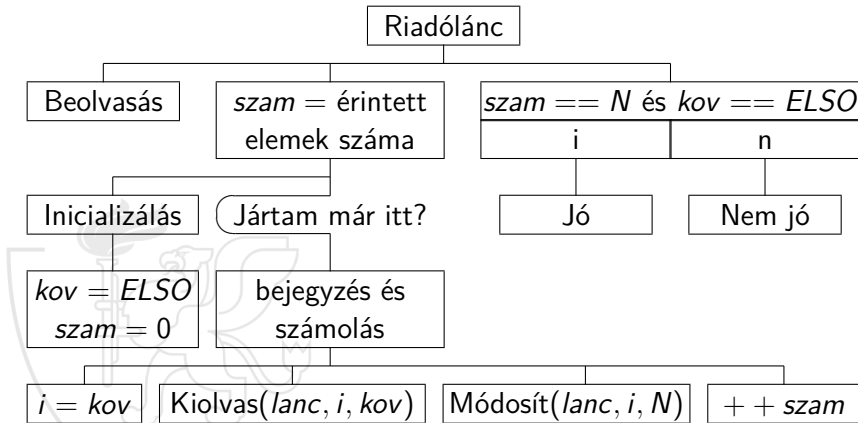 Riadólánc
Beolvasás
szam = érintett
elemek száma
szam == N és kov == ELSO
i
n
Inicializálás
Jártam már itt?
Jó
Nem jó
kov = ELSO
szam = 0
bejegyzés és
számolás
i = kov
Kiolvas(lanc, i, kov)
Módosít(lanc, i, N)
+ + szam